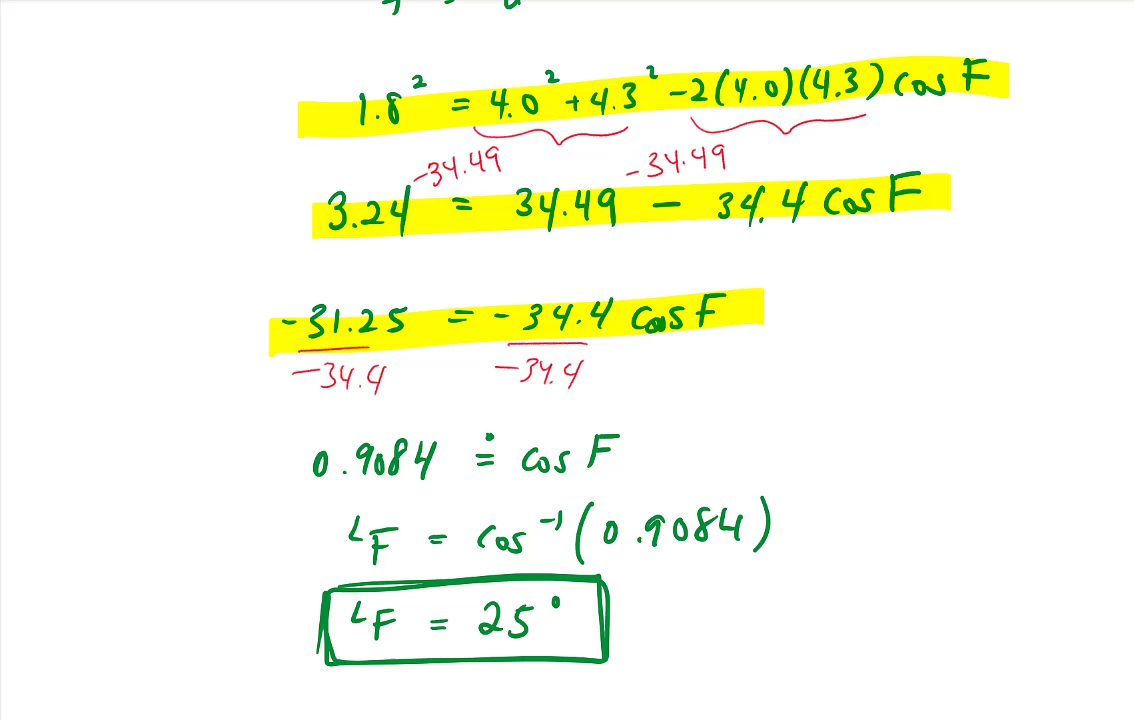 1.8² = 4.0² + 4.3² - 2(4.0)(4.3) cos F
-34.49 -34.49
3.24 = 34.49 - 34.4 cos F
-31.25 = -34.4 cos F
-34.4 -34.4
0.9084 ≐ cos F
∠F = cos⁻¹(0.9084)
∠F = 25°